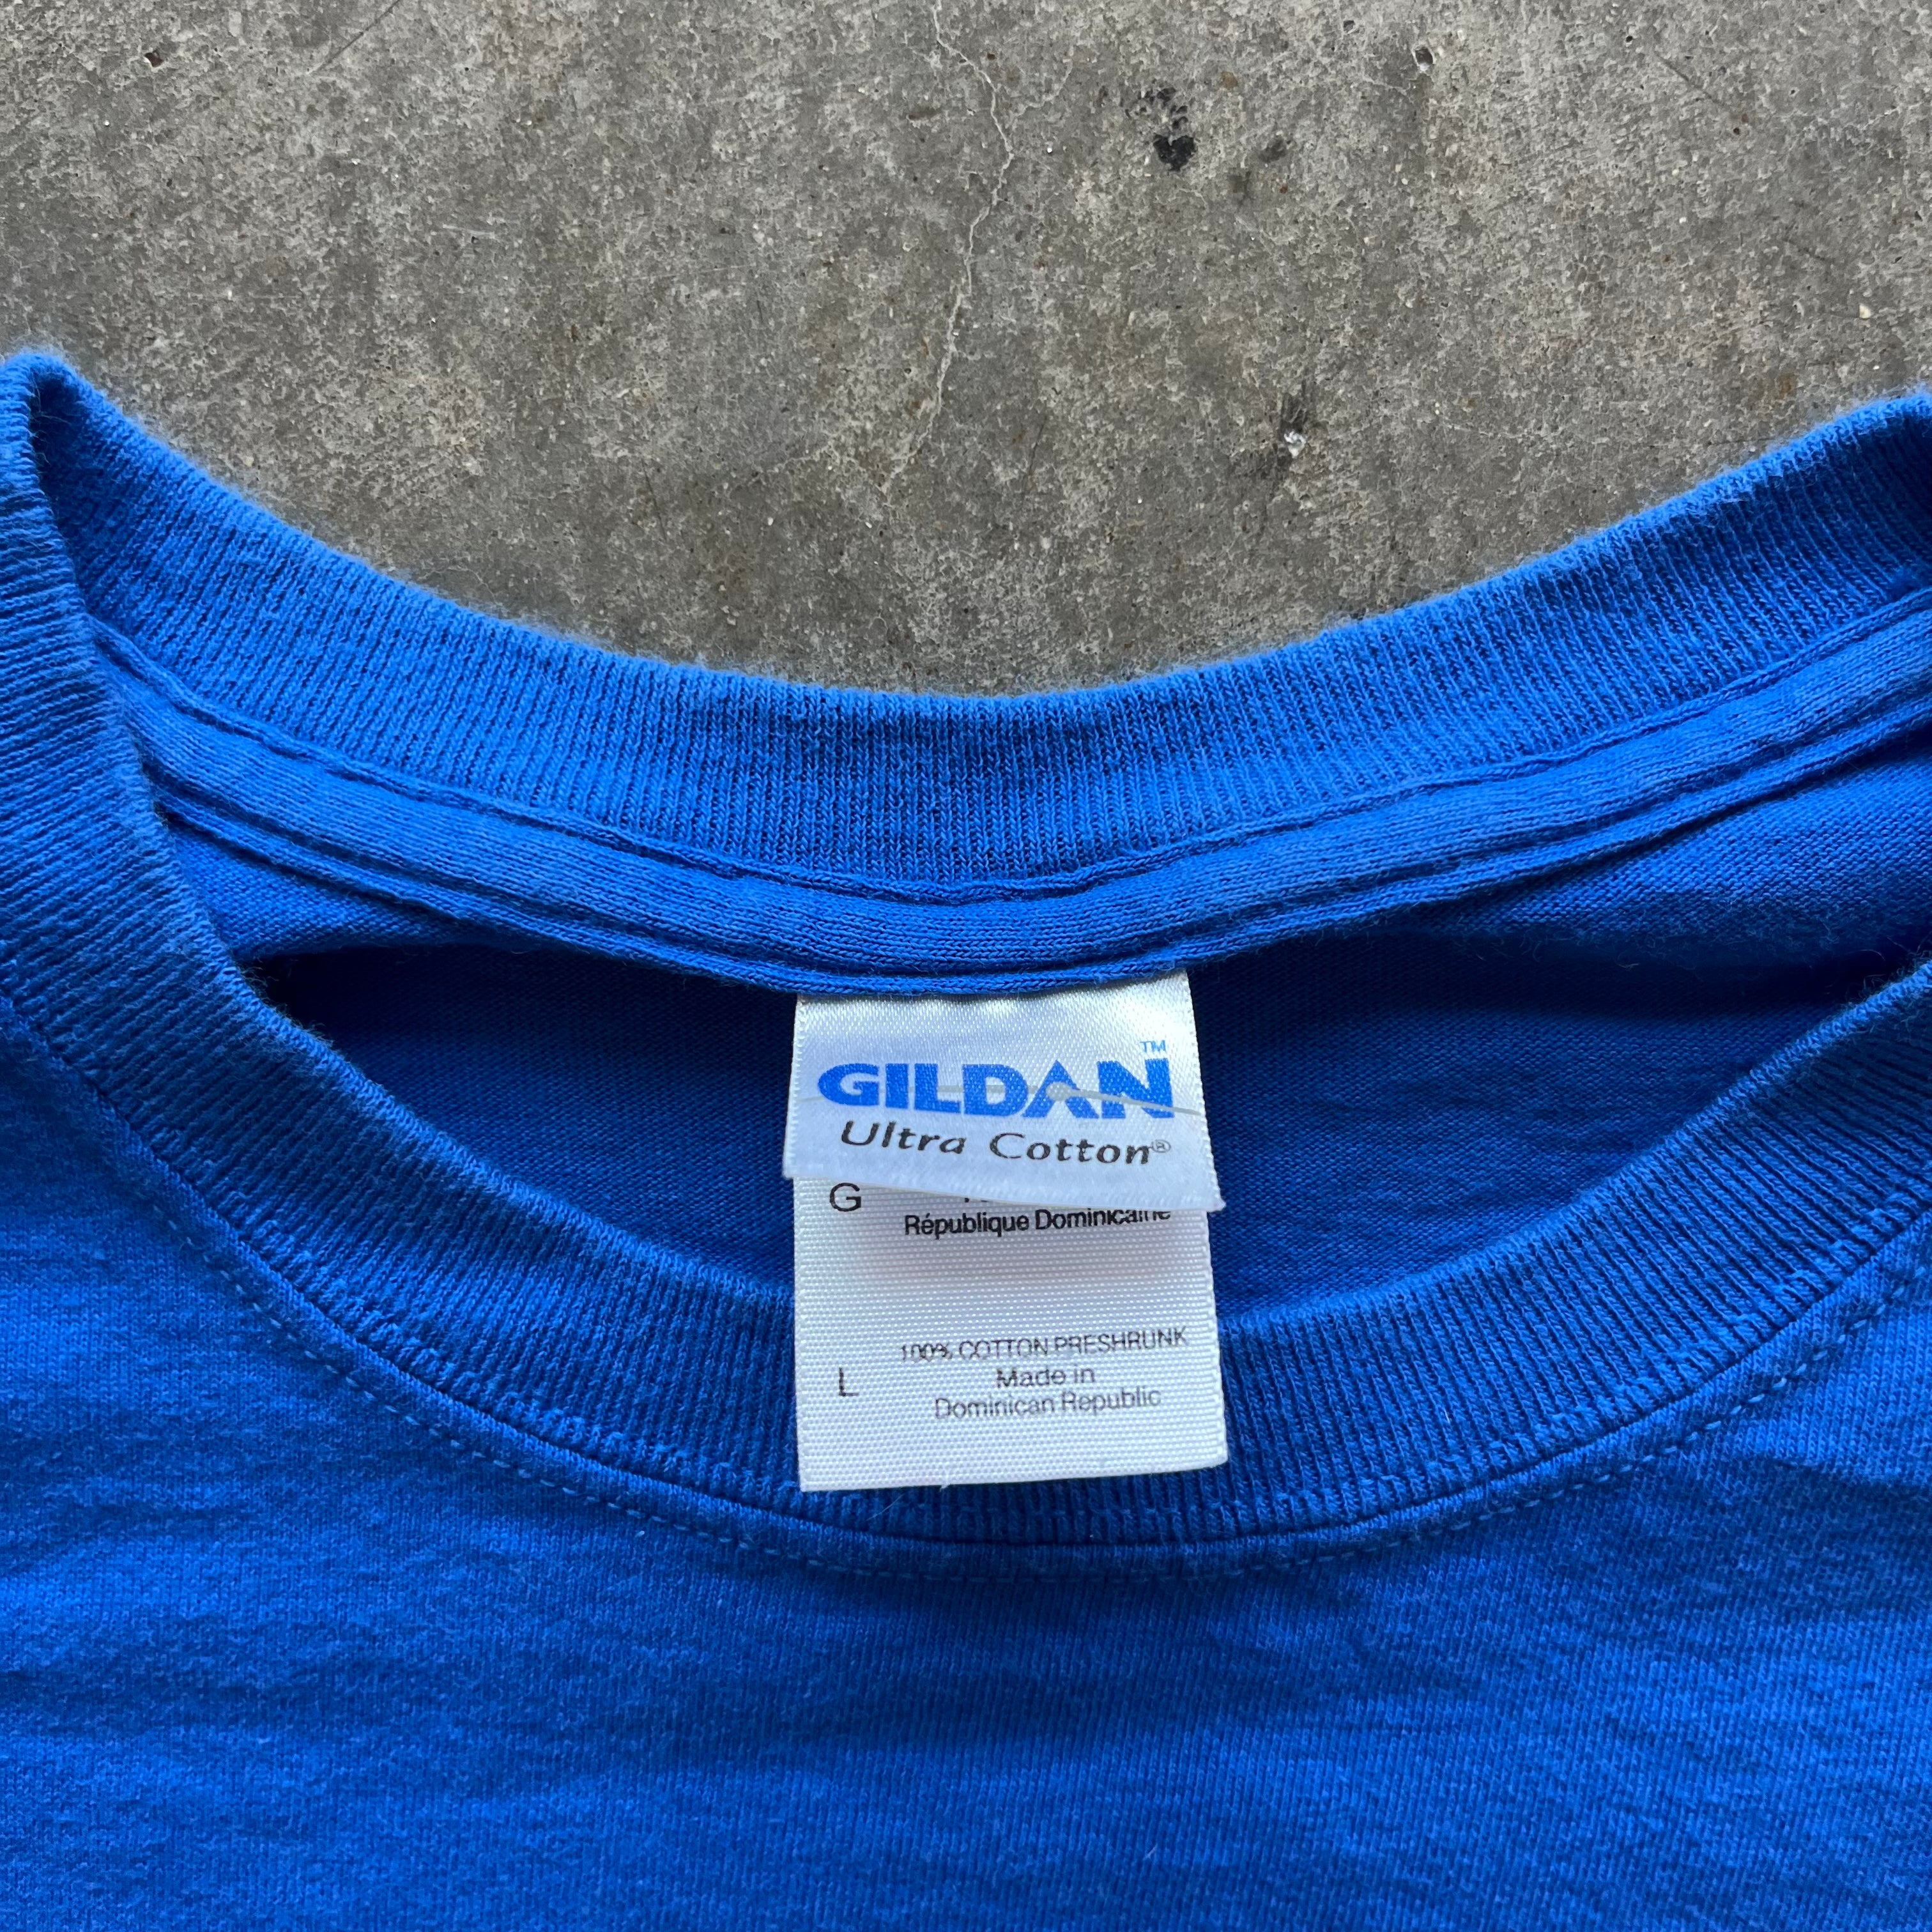 GILDAN™
Ultra Cotton®
G
République Dominicaine
100% COTTON PRESHRUNK
L
Made in
Dominican Republic